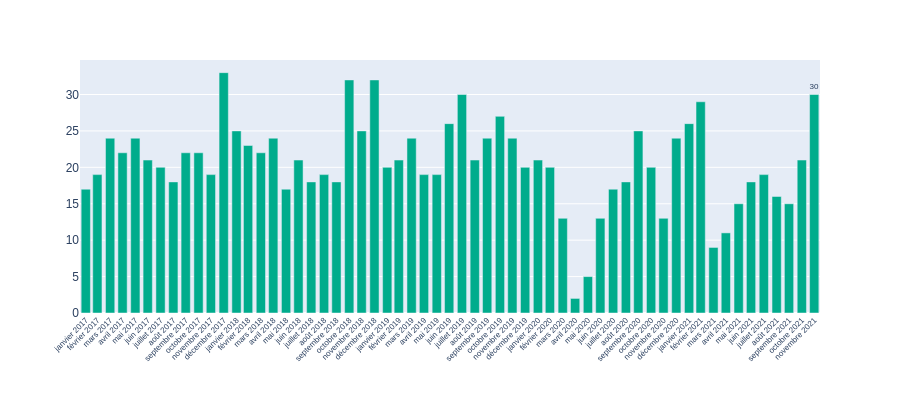 30
30
25
20
15
10
5
0
janvier 2017
février 2017
mars 2017
avril 2017
mai 2017
juin 2017
juillet 2017
août 2017
septembre 2017
octobre 2017
novembre 2017
décembre 2017
janvier 2018
février 2018
mars 2018
avril 2018
mai 2018
juin 2018
juillet 2018
août 2018
septembre 2018
octobre 2018
novembre 2018
décembre 2018
janvier 2019
février 2019
mars 2019
avril 2019
mai 2019
juin 2019
juillet 2019
août 2019
septembre 2019
octobre 2019
novembre 2019
décembre 2019
janvier 2020
février 2020
mars 2020
avril 2020
mai 2020
juin 2020
juillet 2020
août 2020
septembre 2020
octobre 2020
novembre 2020
décembre 2020
janvier 2021
février 2021
mars 2021
avril 2021
mai 2021
juin 2021
juillet 2021
août 2021
septembre 2021
octobre 2021
novembre 2021